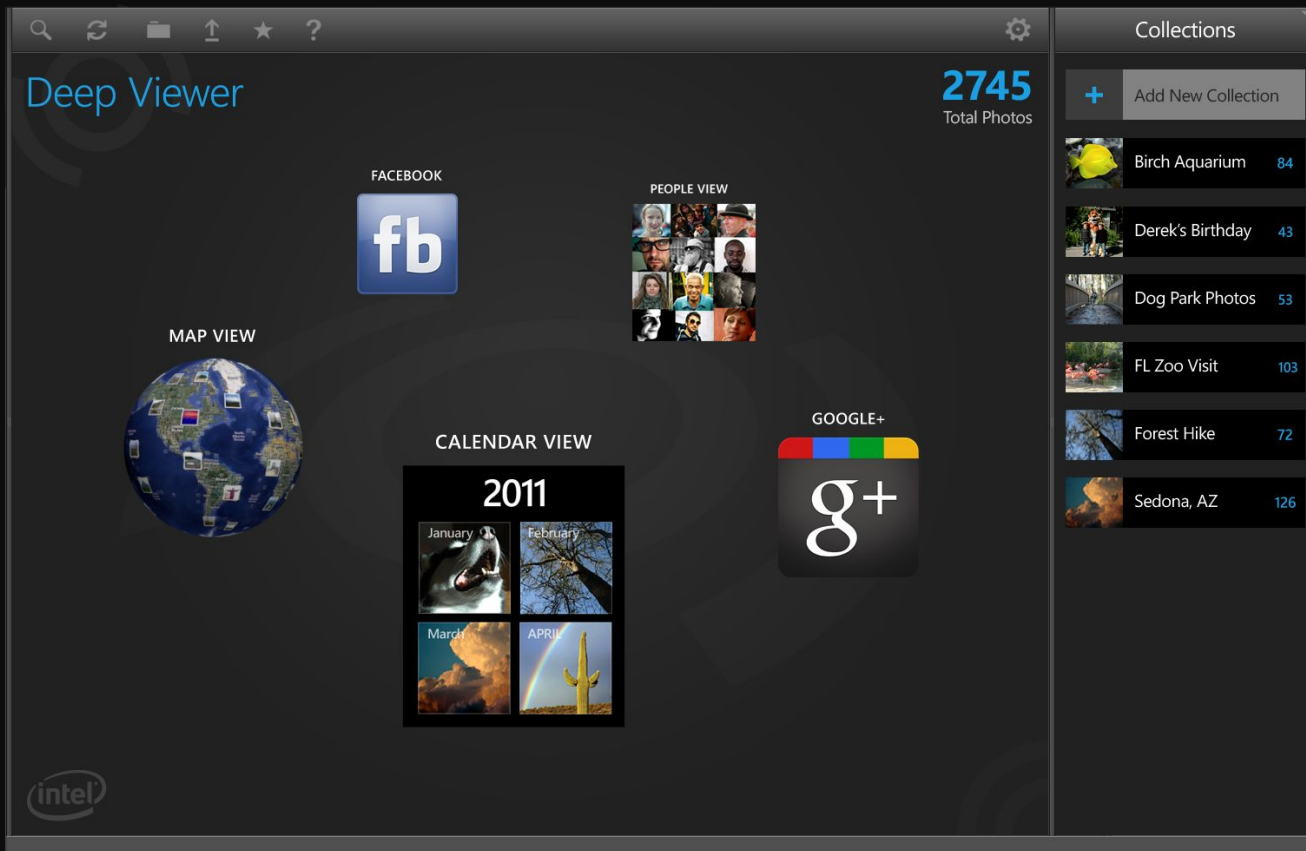 ?
Collections
Deep Viewer
2745
Total Photos
+
Add New Collection
Birch Aquarium 84
Derek's Birthday 43
Dog Park Photos 53
FL Zoo Visit 103
Forest Hike 72
Sedona, AZ 126
FACEBOOK
fb
PEOPLE VIEW
MAP VIEW
CALENDAR VIEW
2011
January February
March APRIL
GOOGLE+
g+
intel